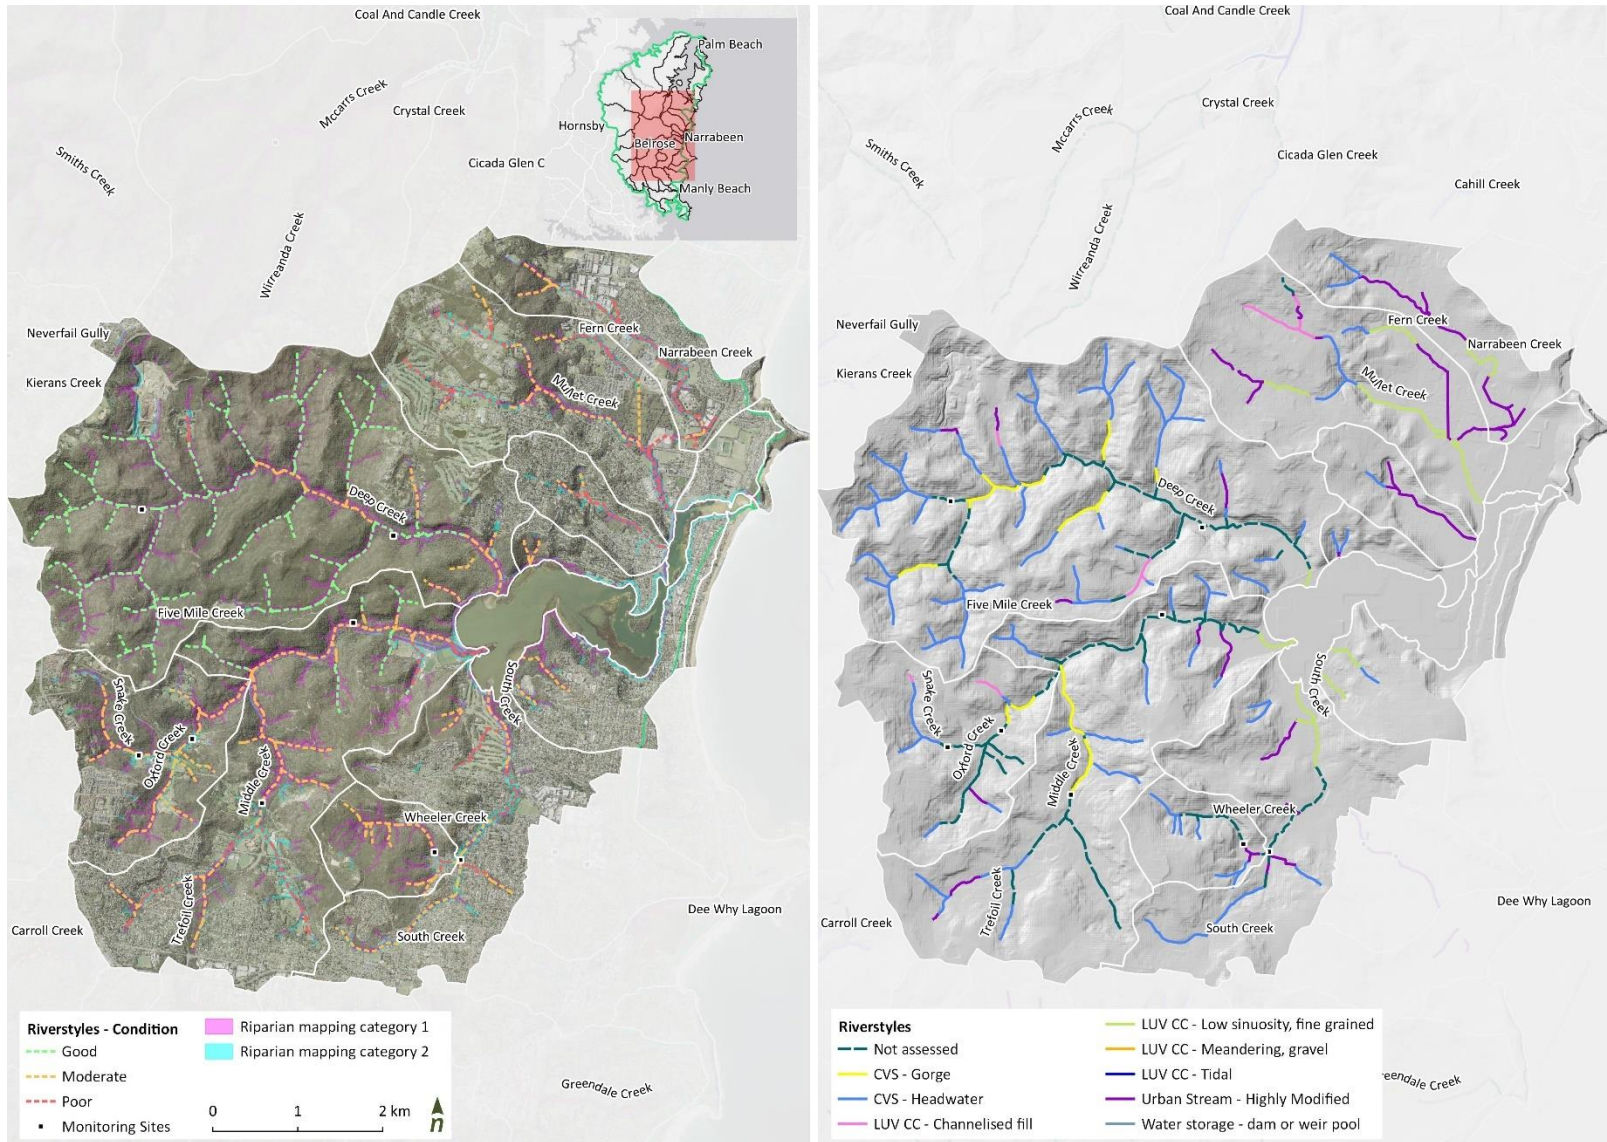 Coal And Candle Creek
Palm Beach
Mccarrs Creek
Crystal Creek
Hornsby
Narrabeen
Belrose
Smiths Creek
Cicada Glen C
Manly Beach
Wirreanda Creek
Neverfail Gully
Fern Creek
Narrabeen Creek
Kierans Creek
Mullet Creek
Deep Creek
Five Mile Creek
Snake Creek
South Creek
Oxford Creek
Middle Creek
Wheeler Creek
Trefoil Creek
Dee Why Lagoon
Carroll Creek
South Creek
Greendale Creek
Riverstyles - Condition
Good
Moderate
Poor
Monitoring Sites
Riparian mapping category 1
Riparian mapping category 2
0 1 2 km
n
Coal And Candle Creek
Mccarrs Creek
Crystal Creek
Smiths Creek
Cicada Glen Creek
Cahill Creek
Wirreanda Creek
Neverfail Gully
Fern Creek
Narrabeen Creek
Kierans Creek
Mullet Creek
Deep Creek
Five Mile Creek
Snake Creek
South Creek
Oxford Creek
Middle Creek
Wheeler Creek
Trefoil Creek
Dee Why Lagoon
Carroll Creek
South Creek
reendale Creek
Riverstyles
Not assessed
CVS - Gorge
CVS - Headwater
LUV CC - Channelised fill
LUV CC - Low sinuosity, fine grained
LUV CC - Meandering, gravel
LUV CC - Tidal
Urban Stream - Highly Modified
Water storage - dam or weir pool